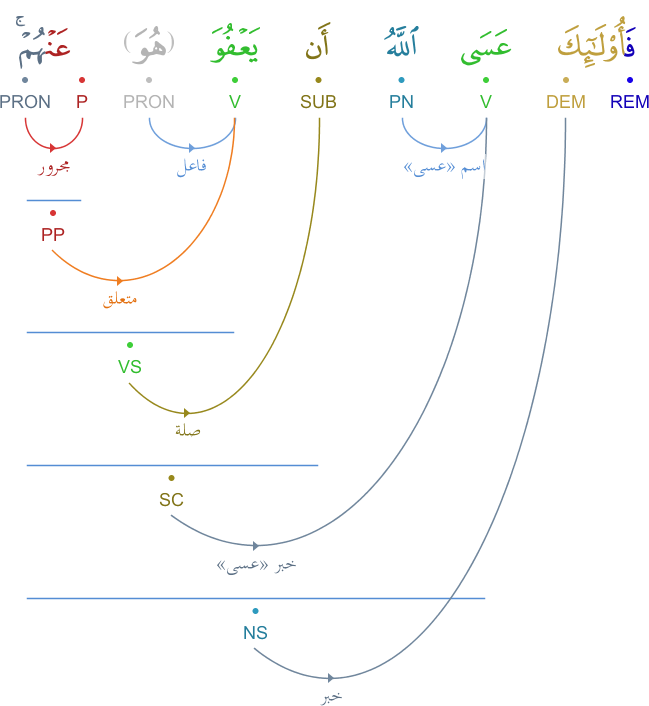 فَأُو۟لَـٰٓئِكَ عَسَى ٱللَّهُ أَن يَعْفُوَ (هُوَ) عَنْهُمْ ۚ
REM DEM V PN SUB V PRON P PRON
مجرور فاعل اسم «عسى»
PP
متعلق
VS
صلة
SC
خبر «عسى»
NS
خبر